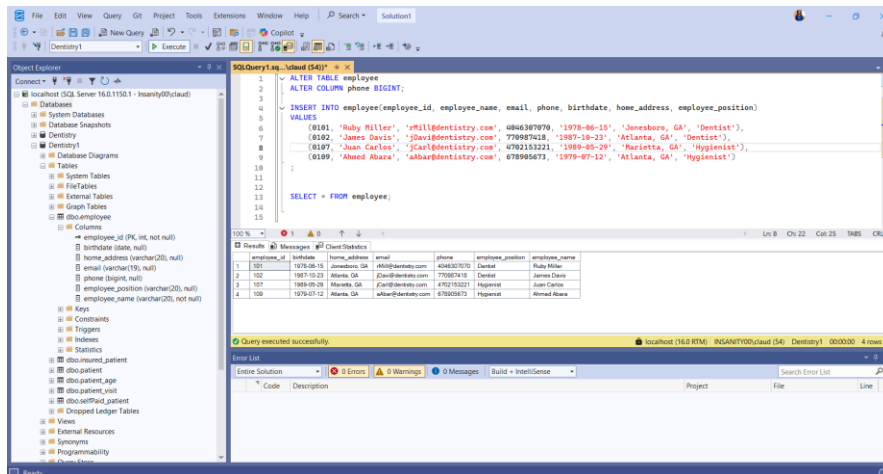 File Edit View Query Git Project Tools Extensions Window Help Search Solution1
New Query Copilot
Dentistry1 Execute
Object Explorer
Connect
localhost (SQL Server 16.0.1150.1 - Insanity00\claud)
Databases
System Databases
Database Snapshots
Dentistry
Dentistry1
Database Diagrams
Tables
System Tables
FileTables
External Tables
Graph Tables
dbo.employee
Columns
employee_id (PK, int, not null)
birthdate (date, null)
home_address (varchar(20), null)
email (varchar(19), null)
phone (bigint, null)
employee_position (varchar(20), null)
employee_name (varchar(20), not null)
Keys
Constraints
Triggers
Indexes
Statistics
dbo.insured_patient
dbo.patient
dbo.patient_age
dbo.patient_visit
dbo.selfPaid_patient
Dropped Ledger Tables
Views
External Resources
Synonyms
Programmability
Query Store
SQLQuery1.sq...\claud (54))*
1 ALTER TABLE employee
2 ALTER COLUMN phone BIGINT;
3
4 INSERT INTO employee(employee_id, employee_name, email, phone, birthdate, home_address, employee_position)
5 VALUES
6 (0101, 'Ruby Miller', 'rMill@dentistry.com', 4046307070, '1978-06-15', 'Jonesboro, GA', 'Dentist'),
7 (0102, 'James Davis', 'jDavi@dentistry.com', 770987418, '1987-10-23', 'Atlanta, GA', 'Dentist'),
8 (0107, 'Juan Carlos', 'jCarl@dentistry.com', 4702153221, '1989-05-29', 'Marietta, GA', 'Hygienist'),
9 (0109, 'Ahmed Abara', 'aAbar@dentistry.com', 678905673, '1979-07-12', 'Atlanta, GA', 'Hygienist')
10 ;
11
12
13 SELECT * FROM employee;
14
15
100 % 1 0 Ln: 8 Ch: 22 Col: 25 TABS CRL
Results Messages Client Statistics
employee_id birthdate home_address email phone employee_position employee_name
1 101 1978-06-15 Jonesboro, GA rMill@dentistry.com 4046307070 Dentist Ruby Miller
2 102 1987-10-23 Atlanta, GA jDavi@dentistry.com 770987418 Dentist James Davis
3 107 1989-05-29 Marietta, GA jCarl@dentistry.com 4702153221 Hygienist Juan Carlos
4 109 1979-07-12 Atlanta, GA aAbar@dentistry.com 678905673 Hygienist Ahmed Abara
Query executed successfully. localhost (16.0 RTM) INSANITY00\claud (54) Dentistry1 00:00:00 4 rows
Error List
Entire Solution 0 Errors 0 Warnings 0 Messages Build + IntelliSense Search Error List
Code Description Project File Line
Ready